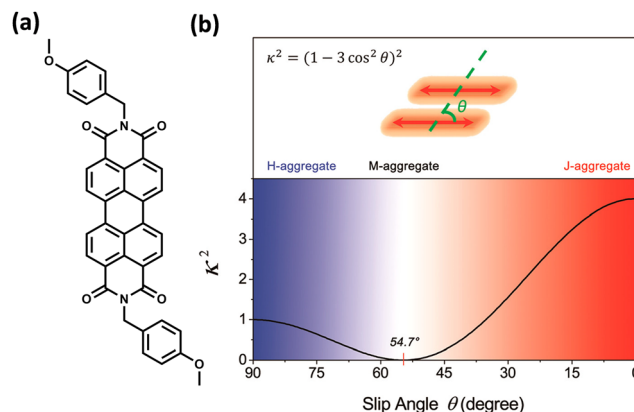 (a)
(b)
O
O
O
N
O
O
N
O
O
κ² = (1 − 3 cos² θ)²
θ
H-aggregate M-aggregate J-aggregate
4
3
2
1
0
κ²
54.7°
90 75 60 45 30 15 0
Slip Angle θ (degree)